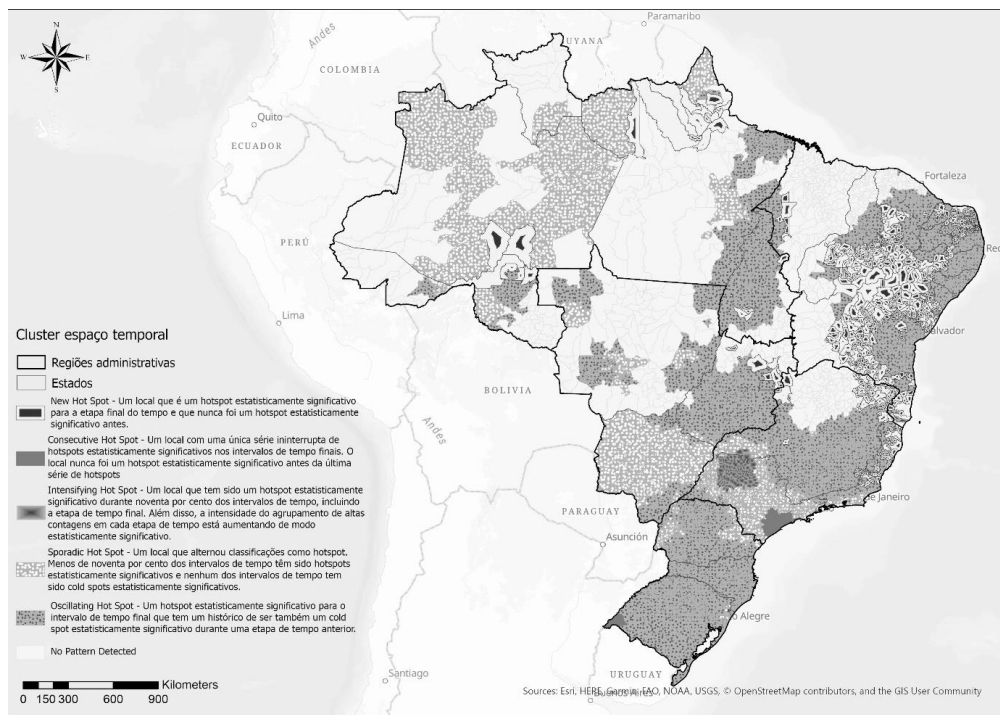 N
W E
S
Paramaribo
Andes
UYANA
COLOMBIA
Quito
ECUADOR
Fortaleza
PERÚ
Rec
Lima
Salvador
BOLIVIA
Andes
de Janeiro
PARAGUAY
Asunción
Alegre
Santiago
URUGUAY
Buenos Aires
Cluster espaço temporal
Regiões administrativas
Estados
New Hot Spot - Um local que é um hotspot estatisticamente significativo
para a etapa final do tempo e que nunca foi um hotspot estatisticamente
significativo antes.
Consecutive Hot Spot - Um local com uma única série ininterrupta de
hotspots estatisticamente significativos nos intervalos de tempo finais. O
local nunca foi um hotspot estatisticamente significativo antes da última
série de hotspots
Intensifying Hot Spot - Um local que tem sido um hotspot estatisticamente
significativo durante noventa por cento dos intervalos de tempo, incluindo
a etapa de tempo final. Além disso, a intensidade do agrupamento de altas
contagens em cada etapa de tempo está aumentando de modo
estatisticamente significativo.
Sporadic Hot Spot - Um local que alternou classificações como hotspot.
Menos de noventa por cento dos intervalos de tempo têm sido hotspots
estatisticamente significativos e nenhum dos intervalos de tempo tem
sido cold spots estatisticamente significativos.
Oscillating Hot Spot - Um hotspot estatisticamente significativo para o
intervalo de tempo final que tem um histórico de ser também um cold
spot estatisticamente significativo durante uma etapa de tempo anterior.
No Pattern Detected
Kilometers
0 150 300 600 900
Sources: Esri, HERE, Garmin, FAO, NOAA, USGS, © OpenStreetMap contributors, and the GIS User Community